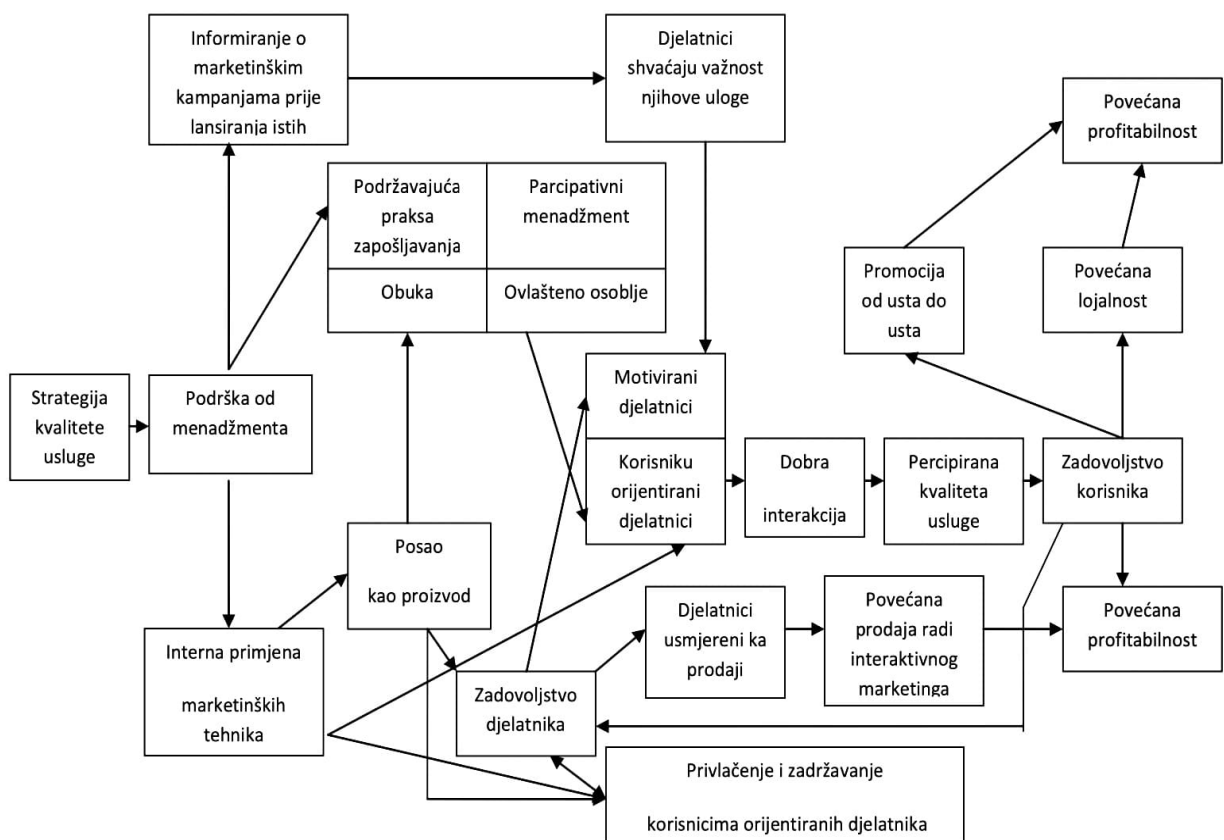 Informiranje o
marketinškim
kampanjama prije
lansiranja istih
Djelatnici
shvaćaju važnost
njihove uloge
Povećana
profitabilnost
Podržavajuća
praksa
zapošljavanja
Parcipativni
menadžment
Obuka
Ovlašteno osoblje
Promocija
od usta do
usta
Povećana
lojalnost
Strategija
kvalitete
usluge
Podrška od
menadžmenta
Motivirani
djelatnici
Korisniku
orijentirani
djelatnici
Dobra
interakcija
Percipirana
kvaliteta
usluge
Zadovoljstvo
korisnika
Posao
kao proizvod
Interna primjena
marketinških
tehnika
Zadovoljstvo
djelatnika
Djelatnici
usmjereni ka
prodaji
Povećana
prodaja radi
interaktivnog
marketinga
Povećana
profitabilnost
Privlačenje i zadržavanje
korisnicima orijentiranih djelatnika